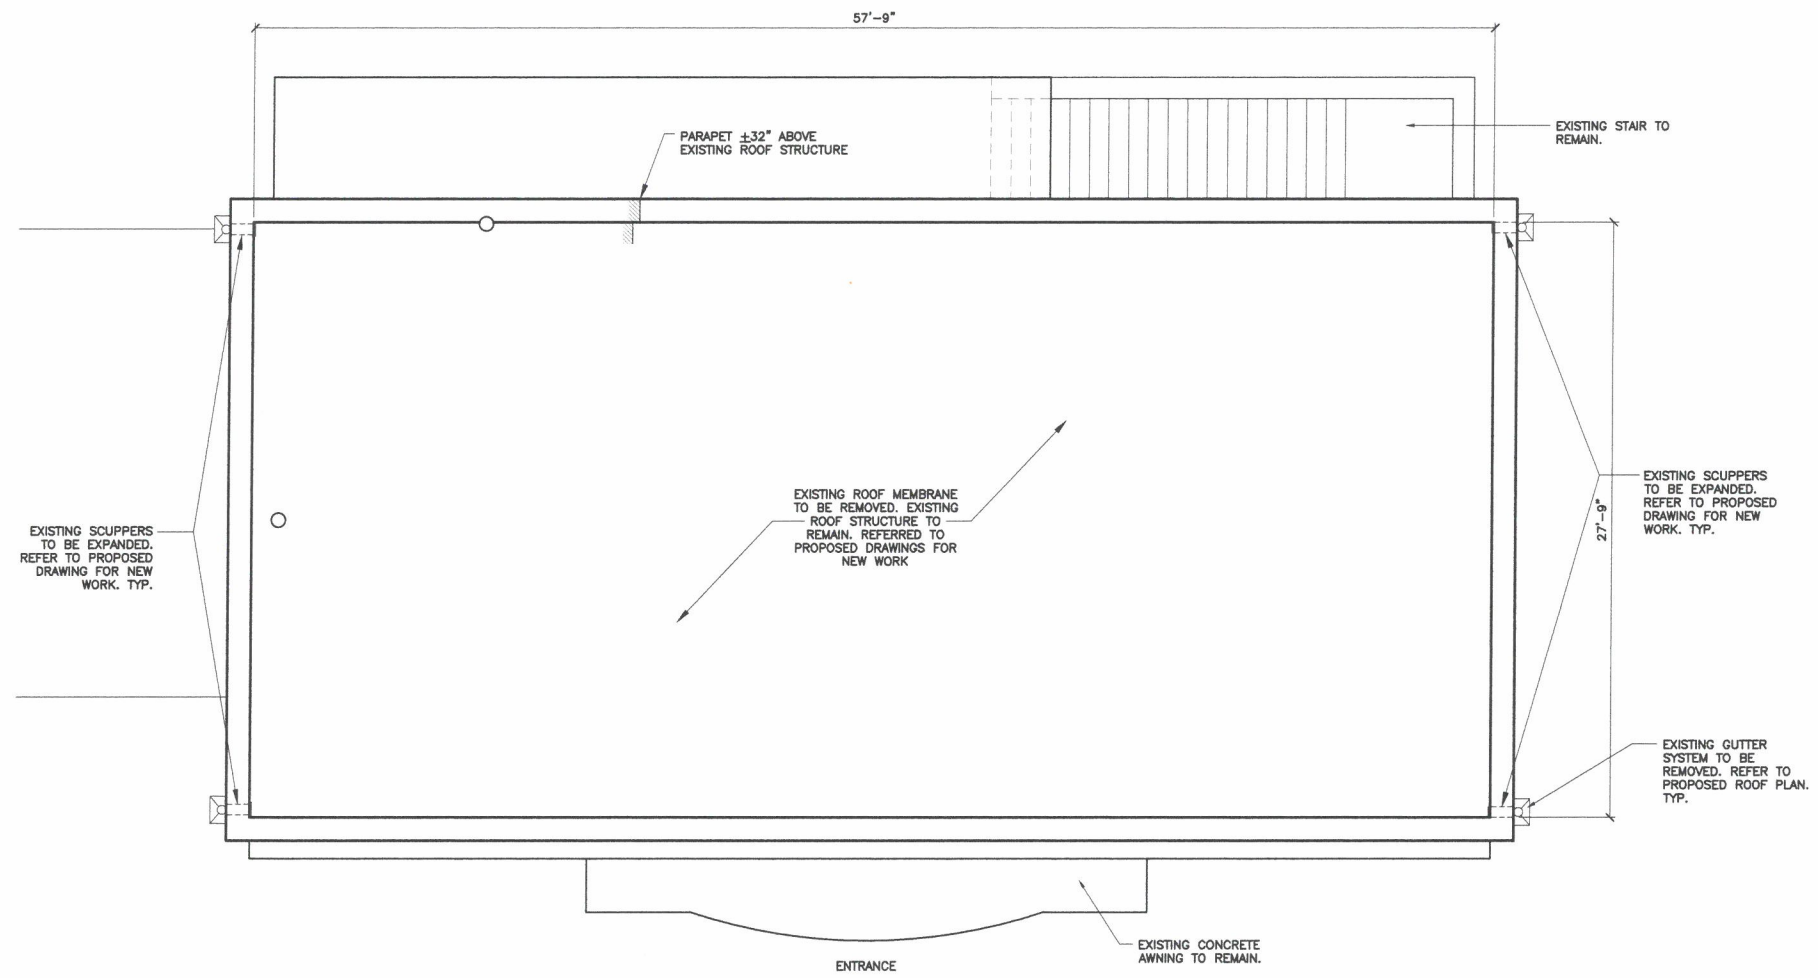 57'-9"
PARAPET ±32" ABOVE
EXISTING ROOF STRUCTURE
EXISTING STAIR TO
REMAIN.
EXISTING ROOF MEMBRANE
TO BE REMOVED. EXISTING
ROOF STRUCTURE TO
REMAIN. REFERRED TO
PROPOSED DRAWINGS FOR
NEW WORK
EXISTING SCUPPERS
TO BE EXPANDED.
REFER TO PROPOSED
DRAWING FOR NEW
WORK. TYP.
27'-9"
EXISTING SCUPPERS
TO BE EXPANDED.
REFER TO PROPOSED
DRAWING FOR NEW
WORK. TYP.
EXISTING GUTTER
SYSTEM TO BE
REMOVED. REFER TO
PROPOSED ROOF PLAN.
TYP.
EXISTING CONCRETE
AWNING TO REMAIN.
ENTRANCE